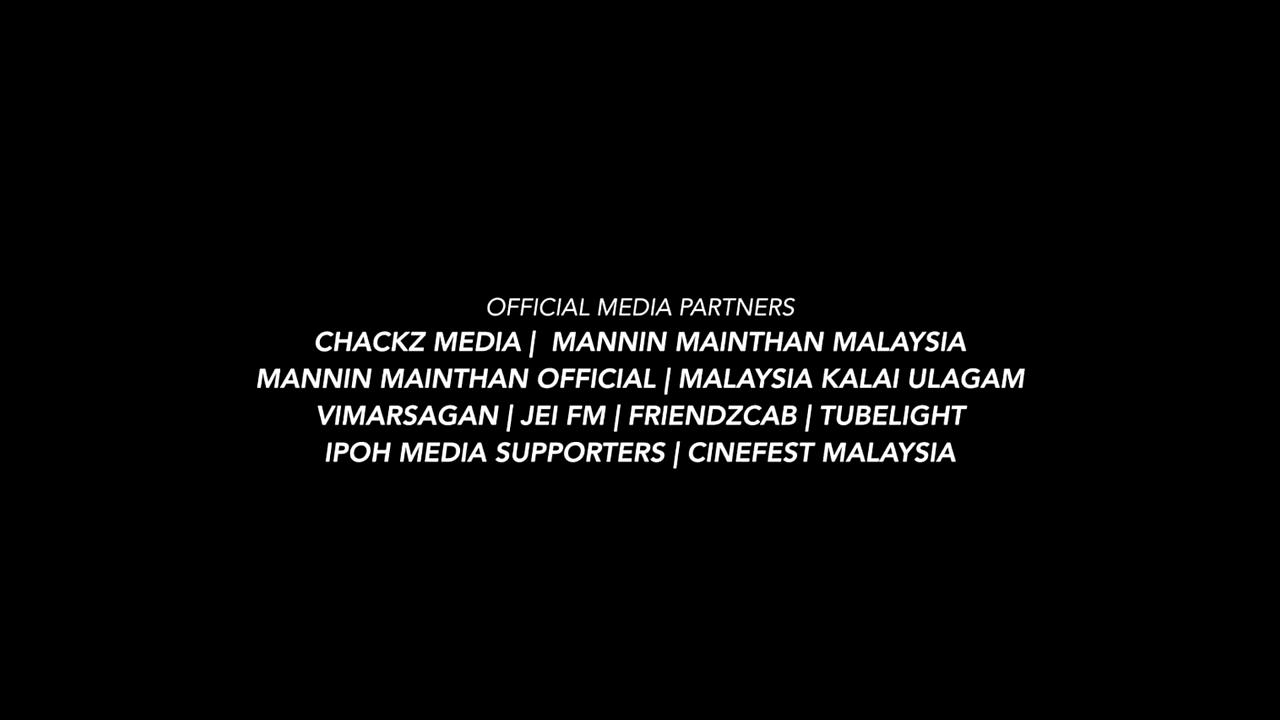 OFFICIAL MEDIA PARTNERS
CHACKZ MEDIA | MANNIN MAINTHAN MALAYSIA
MANNIN MAINTHAN OFFICIAL | MALAYSIA KALAI ULAGAM
VIMARSAGAN | JEI FM | FRIENDZCAB | TUBELIGHT
IPOH MEDIA SUPPORTERS | CINEFEST MALAYSIA